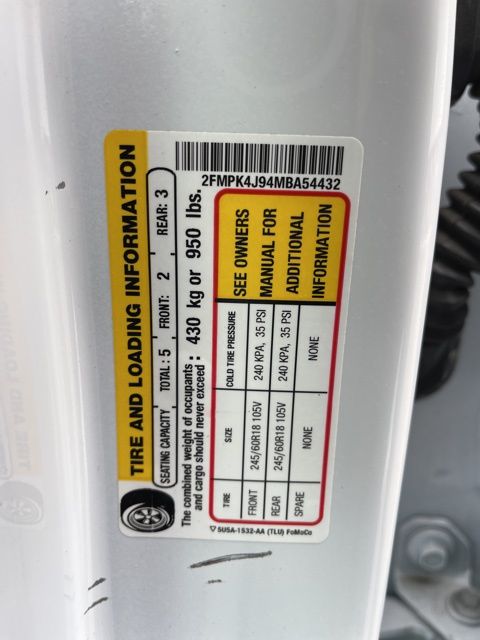 TIRE AND LOADING INFORMATION
SEATING CAPACITY TOTAL : 5 FRONT: 2 REAR: 3
The combined weight of occupants
and cargo should never exceed : 430 kg or 950 lbs.
TIRE SIZE COLD TIRE PRESSURE
FRONT 245/60R18 105V 240 KPA, 35 PSI
REAR 245/60R18 105V 240 KPA, 35 PSI
SPARE NONE NONE
SEE OWNERS
MANUAL FOR
ADDITIONAL
INFORMATION
5U5A-1532-AA (TLU) FoMoCo
2FMPK4J94MBA54432